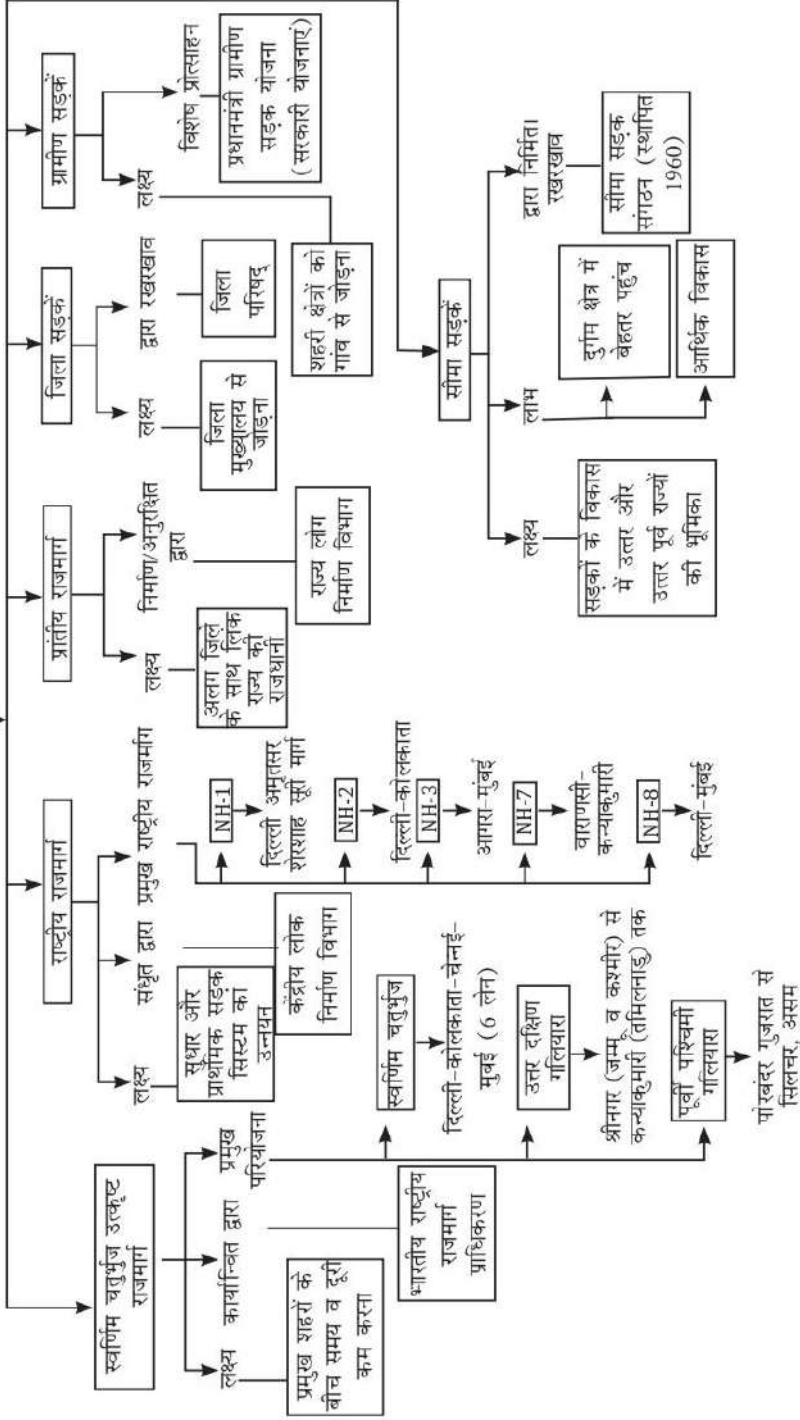 स्वर्णिम चतुर्भुज उत्कृष्ट
राजमार्ग
लक्ष्य
प्रमुख शहरों के
बीच समय व दूरी
कम करना
कार्यान्वित द्वारा
भारतीय राष्ट्रीय
राजमार्ग
प्राधिकरण
प्रमुख
परियोजना
स्वर्णिम चतुर्भुज
दिल्ली-कोलकाता-चेन्नई-
मुंबई (6 लेन)
उत्तर दक्षिण
गलियारा
श्रीनगर (जम्मू व कश्मीर) से
कन्याकुमारी (तमिलनाडु) तक
पूर्वी पश्चिमी
गलियारा
पोरबंदर गुजरात से
सिलचर, असम
राष्ट्रीय राजमार्ग
लक्ष्य
सुधार और
प्राथमिक सड़क
सिस्टम का
उन्नयन
संधृत द्वारा
केंद्रीय लोक
निर्माण विभाग
प्रमुख राष्ट्रीय राजर्माग
NH-1
दिल्ली अमृतसर
शेरशाह सूरी मार्ग
NH-2
दिल्ली-कोलकाता
NH-3
आगरा-मुंबई
NH-7
वाराणसी-
कन्याकुमारी
NH-8
दिल्ली-मुंबई
प्रांतीय राजमार्ग
लक्ष्य
अलग जिले
के साथ लिंक
राज्य की
राजधानी
निर्माण/अनुरक्षित
द्वारा
राज्य लोग
निर्माण विभाग
जिला सड़कें
लक्ष्य
जिला
मुख्यालय से
जोड़ना
द्वारा रखरखाव
जिला
परिषद्
ग्रामीण सड़कें
लक्ष्य
शहरी क्षेत्रों को
गांव से जोड़ना
विशेष प्रोत्साहन
प्रधानमंत्री ग्रामीण
सड़क योजना
(सरकारी योजनाएं)
सीमा सड़कें
लक्ष्य
सड़कों के विकास
में उत्तर और
उत्तर पूर्व राज्यों
की भूमिका
लाभ
दुर्गम क्षेत्र में
बेहतर पहुंच
आर्थिक विकास
द्वारा निर्मित।
रखरखाव
सीमा सड़क
संगठन (स्थापित
1960)